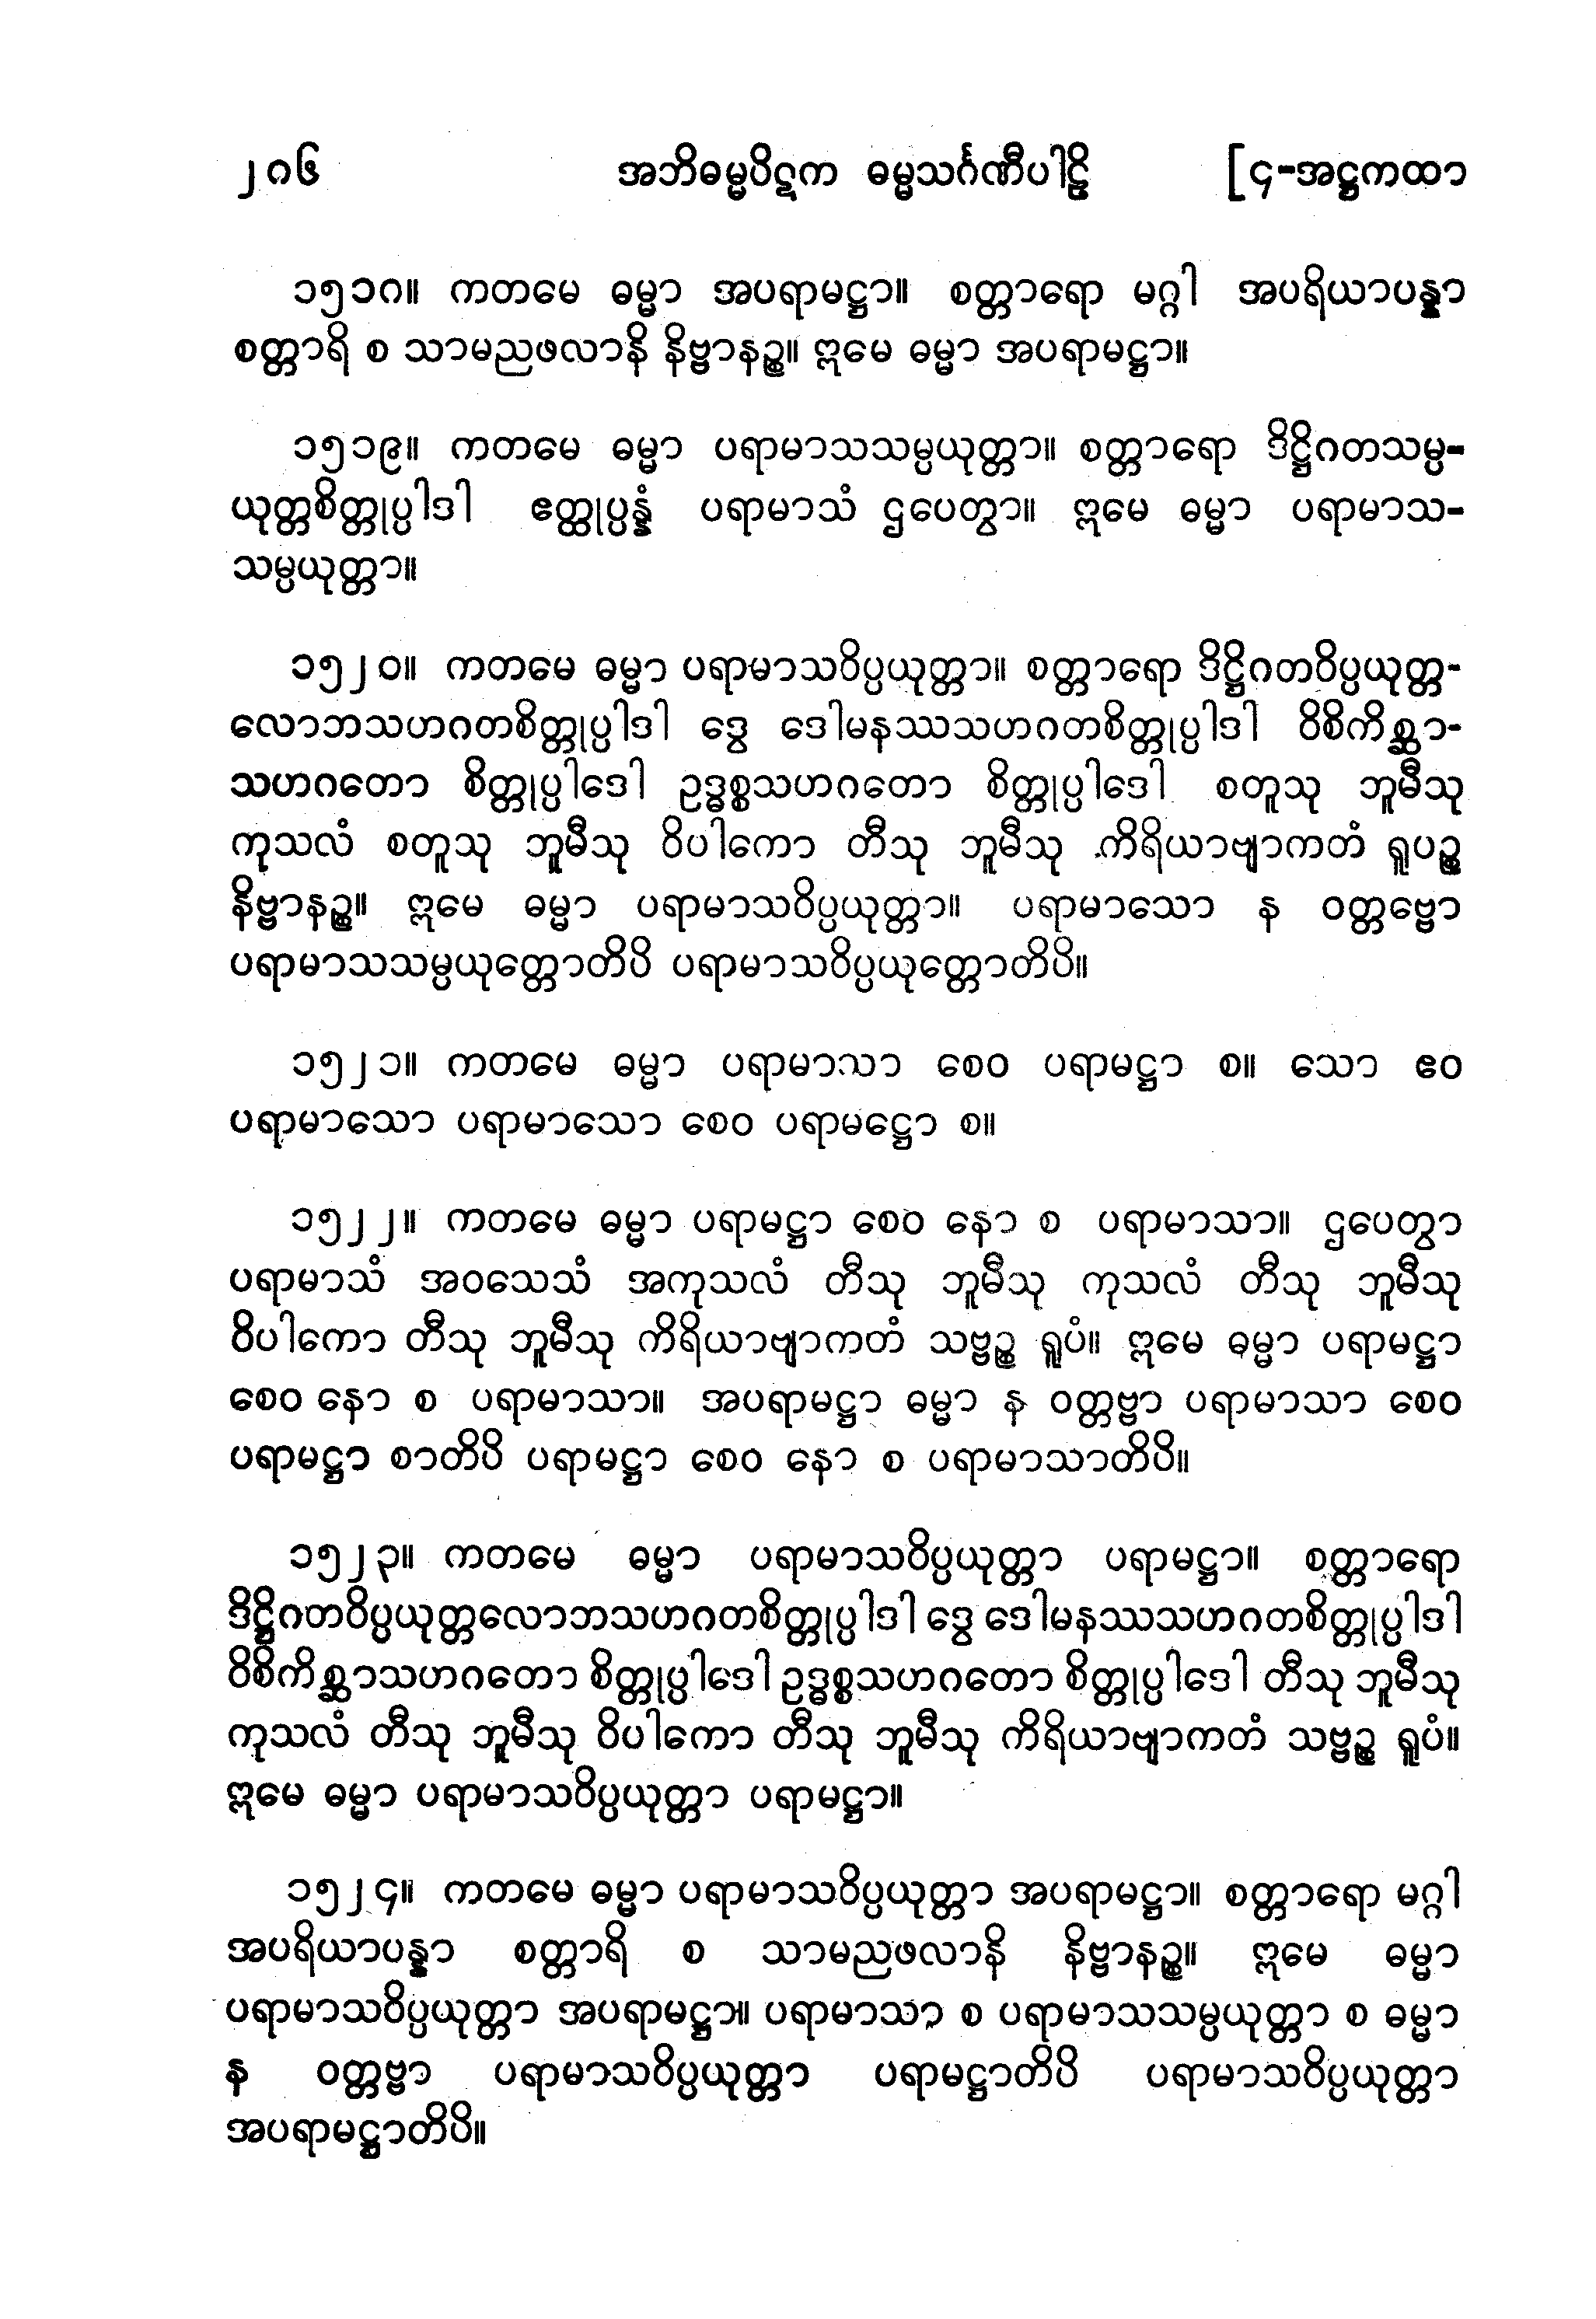 ၂၈၆ အဘိဓမ္မပိဋက ဓမ္မသင်္ဂဏီပါဠိ [၄-အဋ္ဌကထာ
၁၅၁၈။ ကတမေ ဓမ္မာ အပရာမဋ္ဌာ။ စတ္တာရော မဂ္ဂါ အပရိယာပန္နာ
စတ္တာရိ စ သာမညဖလာနိ နိဗ္ဗာနဉ္စ။ ဣမေ ဓမ္မာ အပရာမဋ္ဌာ။
၁၅၁၉။ ကတမေ ဓမ္မာ ပရာမာသသမ္ပယုတ္တာ။ စတ္တာရော ဒိဋ္ဌိဂတသမ္ပ-
ယုတ္တစိတ္တုပ္ပါဒါ ဧတ္ထုပ္ပန္နံ ပရာမာသံ ဌပေတွာ။ ဣမေ ဓမ္မာ ပရာမာသ-
သမ္ပယုတ္တာ။
၁၅၂၀။ ကတမေ ဓမ္မာ ပရာမာသဝိပ္ပယုတ္တာ။ စတ္တာရော ဒိဋ္ဌိဂတဝိပ္ပယုတ္တ-
လောဘသဟဂတစိတ္တုပ္ပါဒါ ဒွေ ဒေါမနဿသဟဂတစိတ္တုပ္ပါဒါ ဝိစိကိစ္ဆာ-
သဟဂတော စိတ္တုပ္ပါဒေါ ဥဒ္ဓစ္စသဟဂတော စိတ္တုပ္ပါဒေါ စတူသု ဘူမီသု
ကုသလံ စတူသု ဘူမီသု ဝိပါကော တီသု ဘူမီသု ကိရိယာဗျာကတံ ရူပဉ္စ
နိဗ္ဗာနဉ္စ။ ဣမေ ဓမ္မာ ပရာမာသဝိပ္ပယုတ္တာ။ ပရာမာသော န ဝတ္တဗ္ဗော
ပရာမာသသမ္ပယုတ္တောတိပိ ပရာမာသဝိပ္ပယုတ္တောတိပိ။
၁၅၂၁။ ကတမေ ဓမ္မာ ပရာမာသာ စေဝ ပရာမဋ္ဌာ စ။ သော ဧဝ
ပရာမာသော ပရာမာသော စေဝ ပရာမဋ္ဌော စ။
၁၅၂၂။ ကတမေ ဓမ္မာ ပရာမဋ္ဌာ စေဝ နော စ ပရာမာသာ။ ဌပေတွာ
ပရာမာသံ အဝသေသံ အကုသလံ တီသု ဘူမီသု ကုသလံ တီသု ဘူမီသု
ဝိပါကော တီသု ဘူမီသု ကိရိယာဗျာကတံ သဗ္ဗဉ္စ ရူပံ။ ဣမေ ဓမ္မာ ပရာမဋ္ဌာ
စေဝ နော စ ပရာမာသာ။ အပရာမဋ္ဌာ ဓမ္မာ န ဝတ္တဗ္ဗာ ပရာမာသာ စေဝ
ပရာမဋ္ဌာ စာတိပိ ပရာမဋ္ဌာ စေဝ နော စ ပရာမာသာတိပိ။
၁၅၂၃။ ကတမေ ဓမ္မာ ပရာမာသဝိပ္ပယုတ္တာ ပရာမဋ္ဌာ။ စတ္တာရော
ဒိဋ္ဌိဂတဝိပ္ပယုတ္တလောဘသဟဂတစိတ္တုပ္ပါဒါ ဒွေ ဒေါမနဿသဟဂတစိတ္တုပ္ပါဒါ
ဝိစိကိစ္ဆာသဟဂတော စိတ္တုပ္ပါဒေါ ဥဒ္ဓစ္စသဟဂတော စိတ္တုပ္ပါဒေါ တီသု ဘူမီသု
ကုသလံ တီသု ဘူမီသု ဝိပါကော တီသု ဘူမီသု ကိရိယာဗျာကတံ သဗ္ဗဉ္စ ရူပံ။
ဣမေ ဓမ္မာ ပရာမာသဝိပ္ပယုတ္တာ ပရာမဋ္ဌာ။
၁၅၂၄။ ကတမေ ဓမ္မာ ပရာမာသဝိပ္ပယုတ္တာ အပရာမဋ္ဌာ။ စတ္တာရော မဂ္ဂါ
အပရိယာပန္နာ စတ္တာရိ စ သာမညဖလာနိ နိဗ္ဗာနဉ္စ။ ဣမေ ဓမ္မာ
ပရာမာသဝိပ္ပယုတ္တာ အပရာမဋ္ဌာ။ ပရာမာသာ စ ပရာမာသသမ္ပယုတ္တာ စ ဓမ္မာ
န ဝတ္တဗ္ဗာ ပရာမာသဝိပ္ပယုတ္တာ ပရာမဋ္ဌာတိပိ ပရာမာသဝိပ္ပယုတ္တာ
အပရာမဋ္ဌာတိပိ။